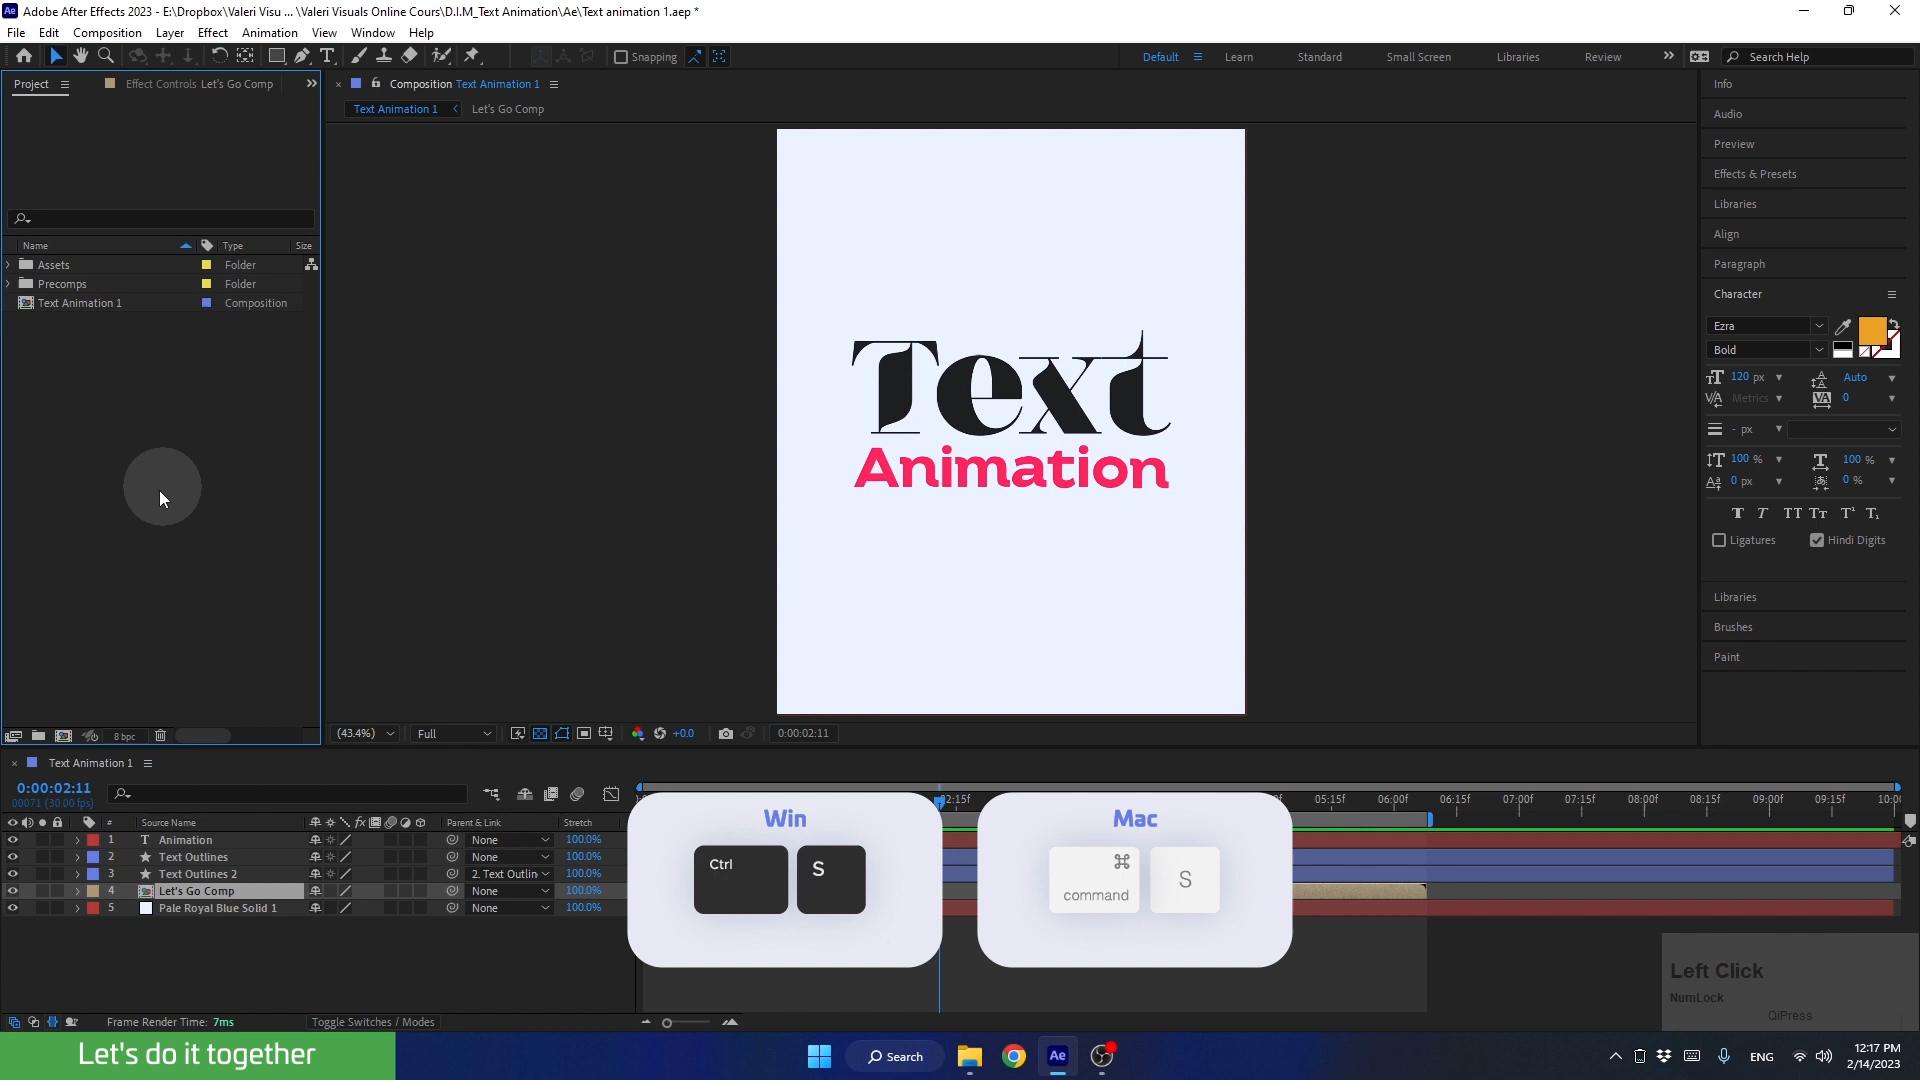 Adobe After Effects 2023 - E:\Dropbox\Valeri Visu ... \Valeri Visuals Online Cours\D.I.M_Text Animation\Ae\Text animation 1.aep *
File Edit Composition Layer Effect Animation View Window Help
Snapping Default Learn Standard Small Screen Libraries Review Search Help
Project Effect Controls Let's Go Comp Composition Text Animation 1
Text Animation 1 Let's Go Comp
Info
Audio
Preview
Effects & Presets
Libraries
Align
Paragraph
Character
Name Type Size
Assets Folder
Precomps Folder
Text Animation 1 Composition
Ezra
Bold
120 px Auto
Metrics 0
- px
100 % 100 %
0 px 0 %
Ligatures Hindi Digits
Libraries
Brushes
Paint
Text
Animation
8 bpc
(43.4%) Full +0.0 0:00:02:11
Text Animation 1
0:00:02:11
00071 (30.00 fps)
02:15f 05:15f 06:00f 06:15f 07:00f 07:15f 08:00f 08:15f 09:00f 09:15f 10:0
# Source Name Parent & Link Stretch
1 Animation None 100.0%
2 Text Outlines None 100.0%
3 Text Outlines 2 2. Text Outlin 100.0%
4 Let's Go Comp None 100.0%
5 Pale Royal Blue Solid 1 None 100.0%
Win
Ctrl S
Mac
⌘ command S
Left Click
NumLock
QiPress
Frame Render Time: 7ms Toggle Switches / Modes
Let's do it together
Search
Ae
ENG
12:17 PM
2/14/2023